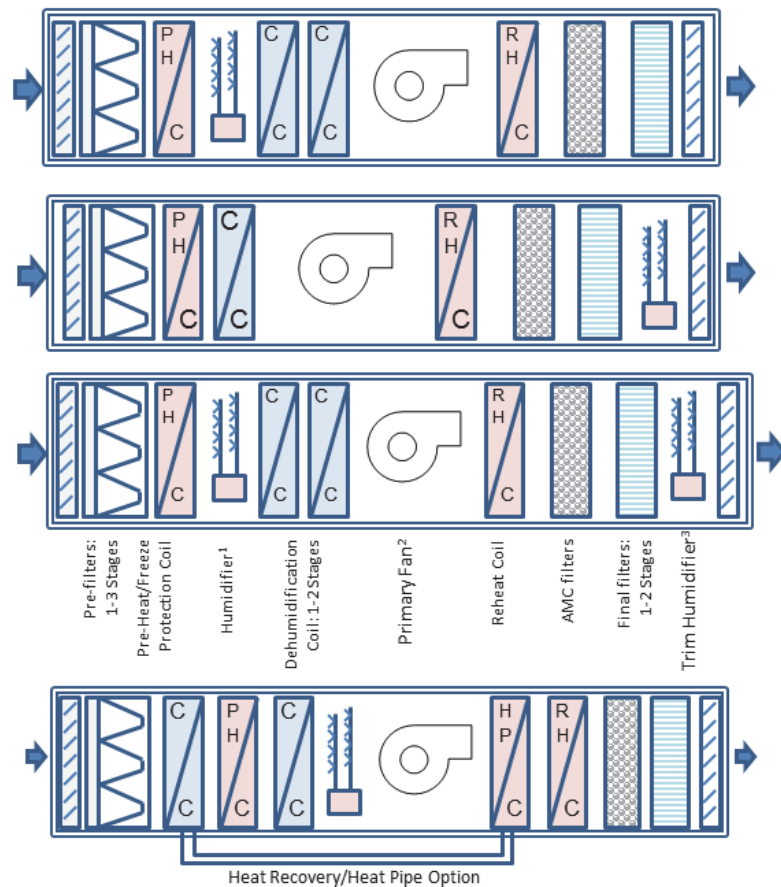 P H C
C C
C C
R H C
P H C
C C
R H C
P H C
C C
C C
R H C
Pre-filters:
1-3 Stages
Pre-Heat/Freeze
Protection Coil
Humidifier¹
Dehumidification
Coil: 1-2 Stages
Primary Fan²
Reheat Coil
AMC filters
Final filters:
1-2 Stages
Trim Humidifier³
C C
P H C
C C
H P C
R H C
Heat Recovery/Heat Pipe Option